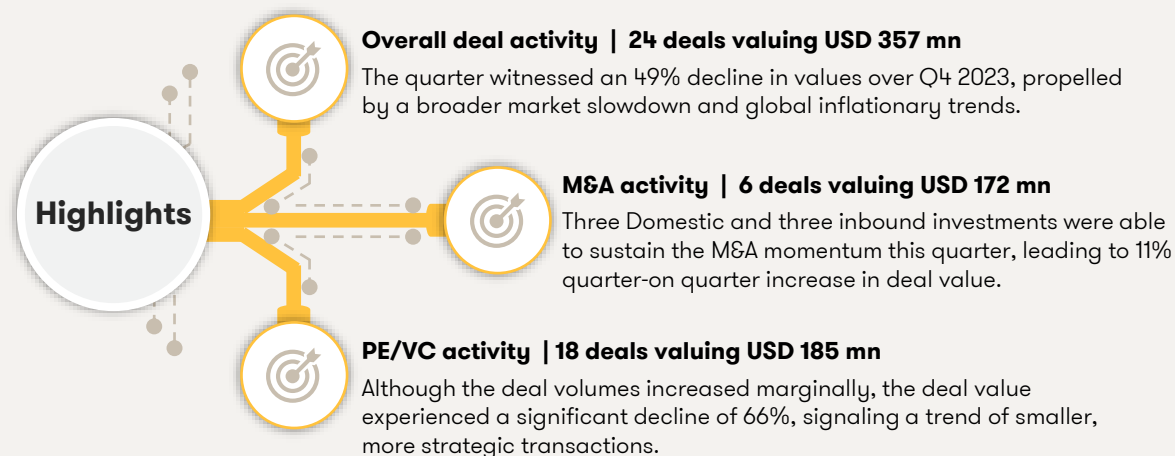 Highlights
Overall deal activity | 24 deals valuing USD 357 mn
The quarter witnessed an 49% decline in values over Q4 2023, propelled
by a broader market slowdown and global inflationary trends.
M&A activity | 6 deals valuing USD 172 mn
Three Domestic and three inbound investments were able
to sustain the M&A momentum this quarter, leading to 11%
quarter-on quarter increase in deal value.
PE/VC activity | 18 deals valuing USD 185 mn
Although the deal volumes increased marginally, the deal value
experienced a significant decline of 66%, signaling a trend of smaller,
more strategic transactions.